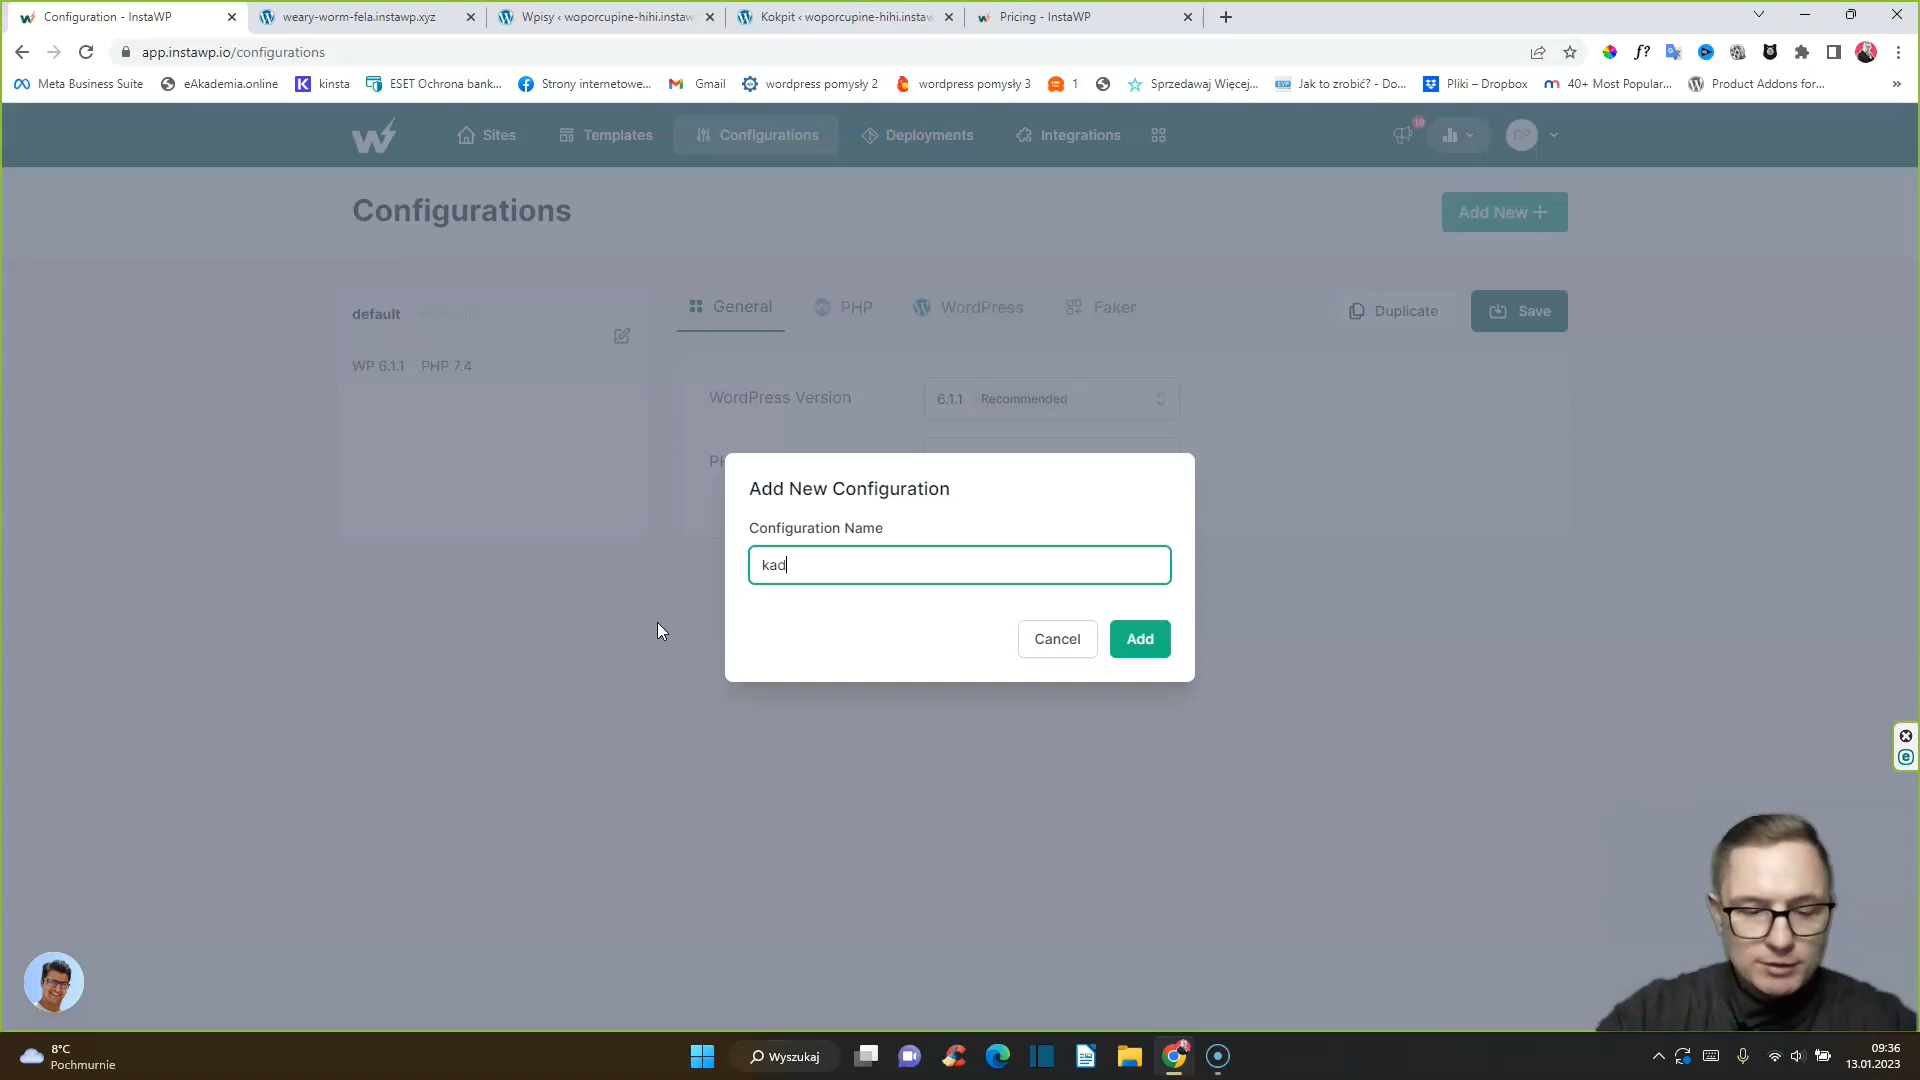 Configuration - InstaWP
weary-worm-fela.instawp.xyz
Wpisy ‹ woporcupine-hihi.instaw
Kokpit ‹ woporcupine-hihi.instaw
Pricing - InstaWP
app.instawp.io/configurations
f?
Meta Business Suite
eAkademia.online
kinsta
ESET Ochrona bank...
Strony internetowe...
Gmail
wordpress pomysły 2
wordpress pomysły 3
1
Sprzedawaj Więcej,...
Jak to zrobić? - Do...
Pliki – Dropbox
40+ Most Popular...
Product Addons for...
»
Sites
Templates
Configurations
Deployments
Integrations
10
DP
Configurations
Add New +
default
General
PHP
WordPress
Faker
Duplicate
Save
WP 6.1.1
PHP 7.4
WordPress Version
6.1.1
Recommended
PH
Add New Configuration
Configuration Name
kad
Cancel
Add
8°C
Pochmurnie
Wyszukaj
09:36
13.01.2023